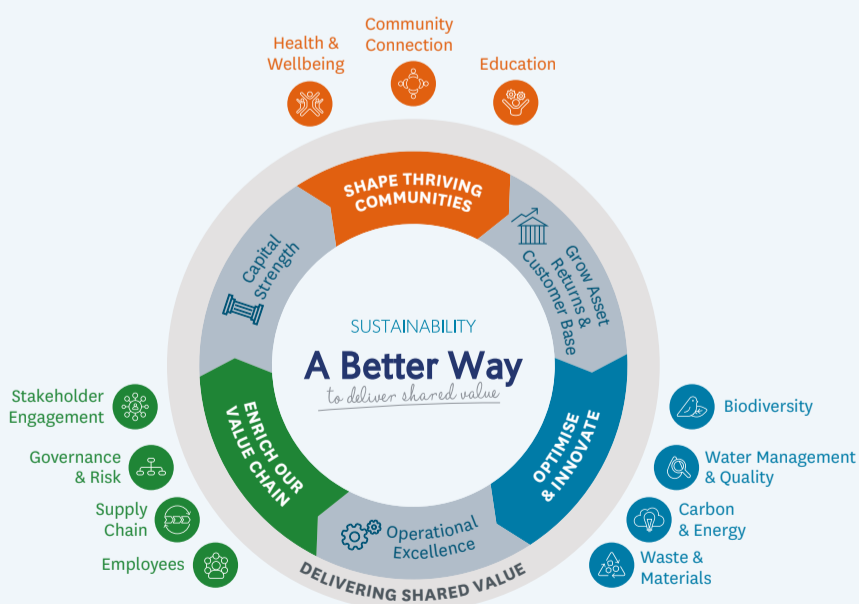 Community
Connection
Health &
Wellbeing
Education
SHAPE THRIVING
COMMUNITIES
Capital
Strength
Grow Asset
Returns &
Customer Base
SUSTAINABILITY
A Better Way
to deliver shared value
Stakeholder
Engagement
Governance
& Risk
Supply
Chain
Employees
ENRICH OUR
VALUE CHAIN
OPTIMISE
& INNOVATE
Biodiversity
Water Management
& Quality
Carbon
& Energy
Waste &
Materials
Operational
Excellence
DELIVERING SHARED VALUE